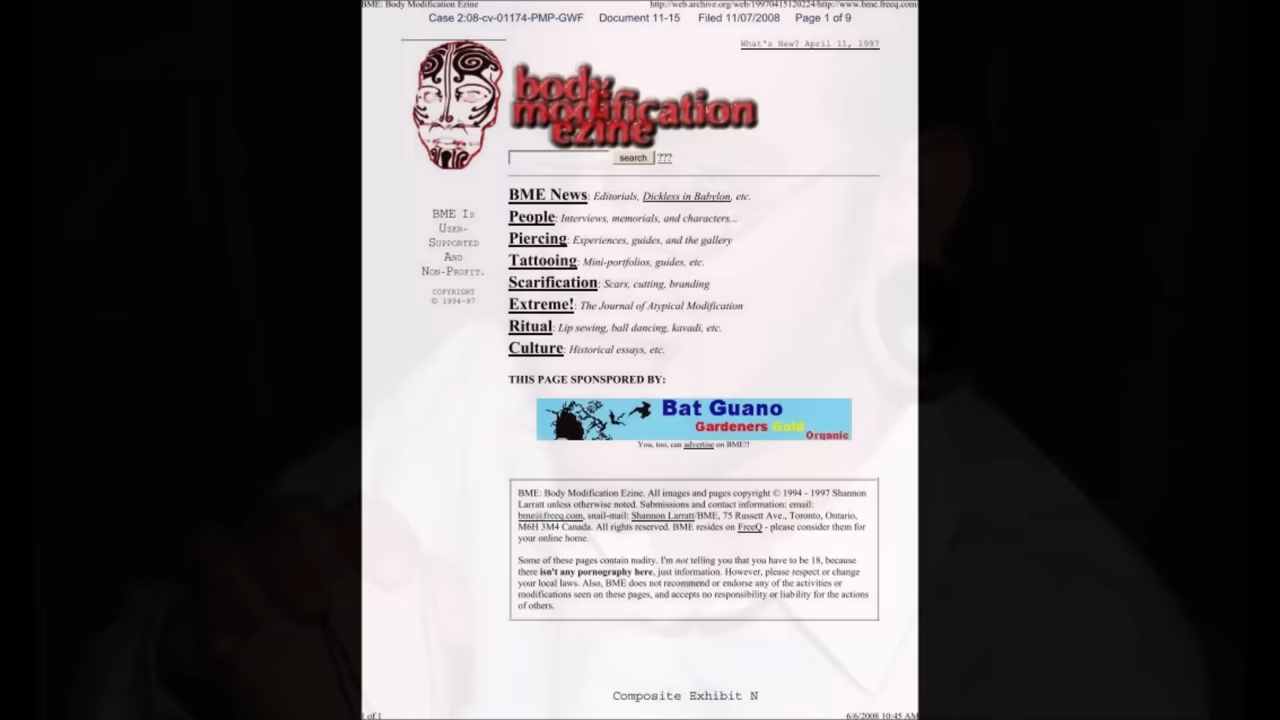 BME: Body Modification Ezine
http://web.archive.org/web/19970415120224/http://www.bme.freeq.com/
Case 2:08-cv-01174-PMP-GWF Document 11-15 Filed 11/07/2008 Page 1 of 9
What's New? April 11, 1997
body
modification
ezine
search ???
BME News: Editorials, Dickless in Babylon, etc.
People: Interviews, memorials, and characters...
Piercing: Experiences, guides, and the gallery
Tattooing: Mini-portfolios, guides, etc.
Scarification: Scars, cutting, branding
Extreme!: The Journal of Atypical Modification
Ritual: Lip sewing, ball dancing, kavadi, etc.
Culture: Historical essays, etc.
BME Is
User-
Supported
And
Non-Profit.
COPYRIGHT
© 1994-97
THIS PAGE SPONSPORED BY:
Bat Guano
Gardeners Gold
Organic
You, too, can advertise on BME!!
BME: Body Modification Ezine. All images and pages copyright © 1994 - 1997 Shannon
Larratt unless otherwise noted. Submissions and contact information: email:
bme@freeq.com, snail-mail: Shannon Larratt/BME, 75 Russett Ave., Toronto, Ontario,
M6H 3M4 Canada. All rights reserved. BME resides on FreeQ - please consider them for
your online home.
Some of these pages contain nudity. I'm not telling you that you have to be 18, because
there isn't any pornography here, just information. However, please respect or change
your local laws. Also, BME does not recommend or endorse any of the activities or
modifications seen on these pages, and accepts no responsibility or liability for the actions
of others.
Composite Exhibit N
1 of 1
6/6/2008 10:45 AM